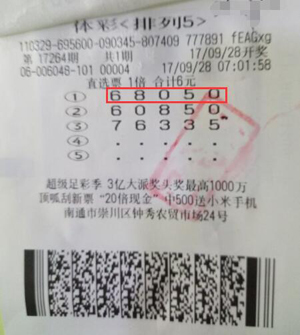 体彩<排列5>
110329-695600-090345-807409 777891 fEAGxg
第 17264期 共1期 17/09/28开奖
06-006048-101 00004 17/09/28 07:01:58
直选票 1倍 合计6元
① 6 8 0 5 0
② 6 0 8 5 0
③ 7 6 3 3 5
④ . . . . .
⑤ . . . . .
超级足彩季 3亿大派奖头奖最高1000万
顶呱刮新票 "20倍现金" 中500送小米手机
南通市崇川区钟秀农贸市场24号